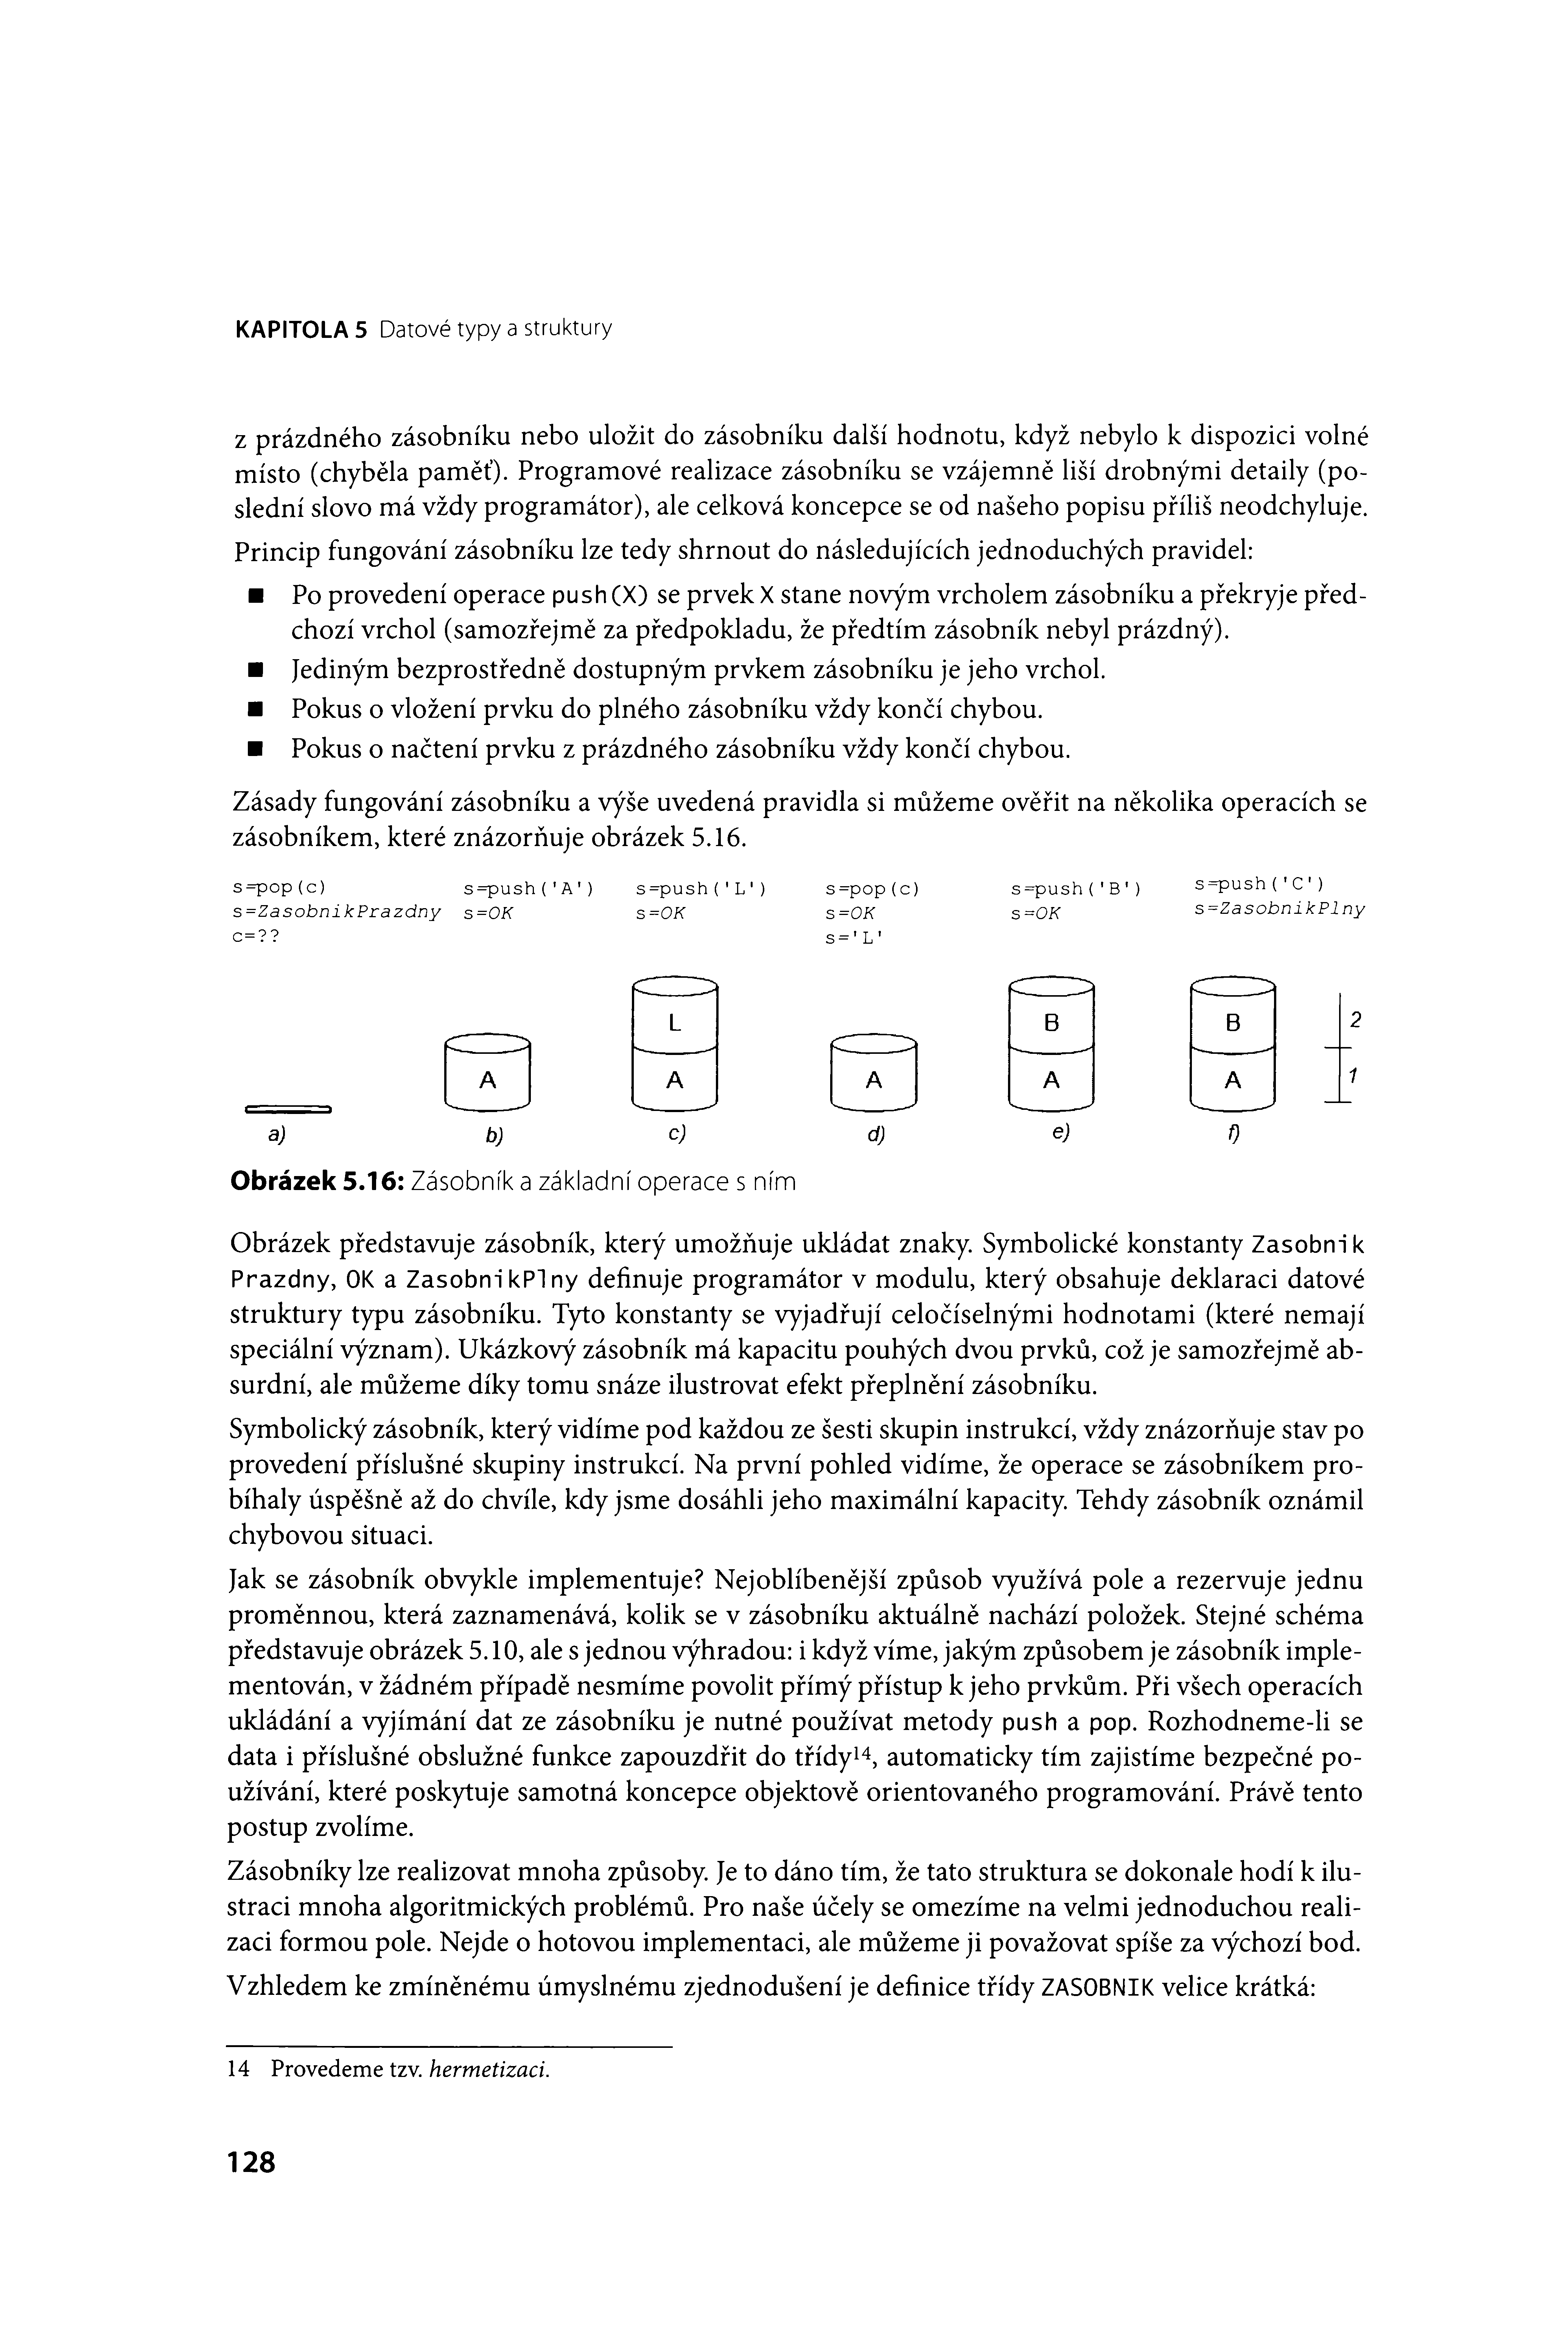 KAPITOLA 5 Datové typy a struktury
z prázdného zásobníku nebo uložit do zásobníku další hodnotu, když nebylo k dispozici volné
místo (chyběla paměť). Programové realizace zásobníku se vzájemně liší drobnými detaily (po-
slední slovo má vždy programátor), ale celková koncepce se od našeho popisu příliš neodchyluje.
Princip fungování zásobníku lze tedy shrnout do následujících jednoduchých pravidel:
■ Po provedení operace push(X) se prvek X stane novým vrcholem zásobníku a překryje před-
chozí vrchol (samozřejmě za předpokladu, že předtím zásobník nebyl prázdný).
■ Jediným bezprostředně dostupným prvkem zásobníku je jeho vrchol.
■ Pokus o vložení prvku do plného zásobníku vždy končí chybou.
■ Pokus o načtení prvku z prázdného zásobníku vždy končí chybou.
Zásady fungování zásobníku a výše uvedená pravidla si můžeme ověřit na několika operacích se
zásobníkem, které znázorňuje obrázek 5.16.
s=pop(c) s=push('A') s=push('L') s=pop(c) s=push('B') s=push('C')
s=ZasobnikPrazdny s=OK s=OK s=OK s=OK s=ZasobnikPlny
c=?? s='L'
L B B 2
A A A A A 1
a) b) c) d) e) f)
Obrázek 5.16: Zásobník a základní operace s ním
Obrázek představuje zásobník, který umožňuje ukládat znaky. Symbolické konstanty Zasobnik
Prazdny, OK a ZasobnikPlny definuje programátor v modulu, který obsahuje deklaraci datové
struktury typu zásobníku. Tyto konstanty se vyjadřují celočíselnými hodnotami (které nemají
speciální význam). Ukázkový zásobník má kapacitu pouhých dvou prvků, což je samozřejmě ab-
surdní, ale můžeme díky tomu snáze ilustrovat efekt přeplnění zásobníku.
Symbolický zásobník, který vidíme pod každou ze šesti skupin instrukcí, vždy znázorňuje stav po
provedení příslušné skupiny instrukcí. Na první pohled vidíme, že operace se zásobníkem pro-
bíhaly úspěšně až do chvíle, kdy jsme dosáhli jeho maximální kapacity. Tehdy zásobník oznámil
chybovou situaci.
Jak se zásobník obvykle implementuje? Nejoblíbenější způsob využívá pole a rezervuje jednu
proměnnou, která zaznamenává, kolik se v zásobníku aktuálně nachází položek. Stejné schéma
představuje obrázek 5.10, ale s jednou výhradou: i když víme, jakým způsobem je zásobník imple-
mentován, v žádném případě nesmíme povolit přímý přístup k jeho prvkům. Při všech operacích
ukládání a vyjímání dat ze zásobníku je nutné používat metody push a pop. Rozhodneme-li se
data i příslušné obslužné funkce zapouzdřit do třídy¹⁴, automaticky tím zajistíme bezpečné po-
užívání, které poskytuje samotná koncepce objektově orientovaného programování. Právě tento
postup zvolíme.
Zásobníky lze realizovat mnoha způsoby. Je to dáno tím, že tato struktura se dokonale hodí k ilu-
straci mnoha algoritmických problémů. Pro naše účely se omezíme na velmi jednoduchou reali-
zaci formou pole. Nejde o hotovou implementaci, ale můžeme ji považovat spíše za výchozí bod.
Vzhledem ke zmíněnému úmyslnému zjednodušení je definice třídy ZASOBNIK velice krátká:
14 Provedeme tzv. hermetizaci.
128